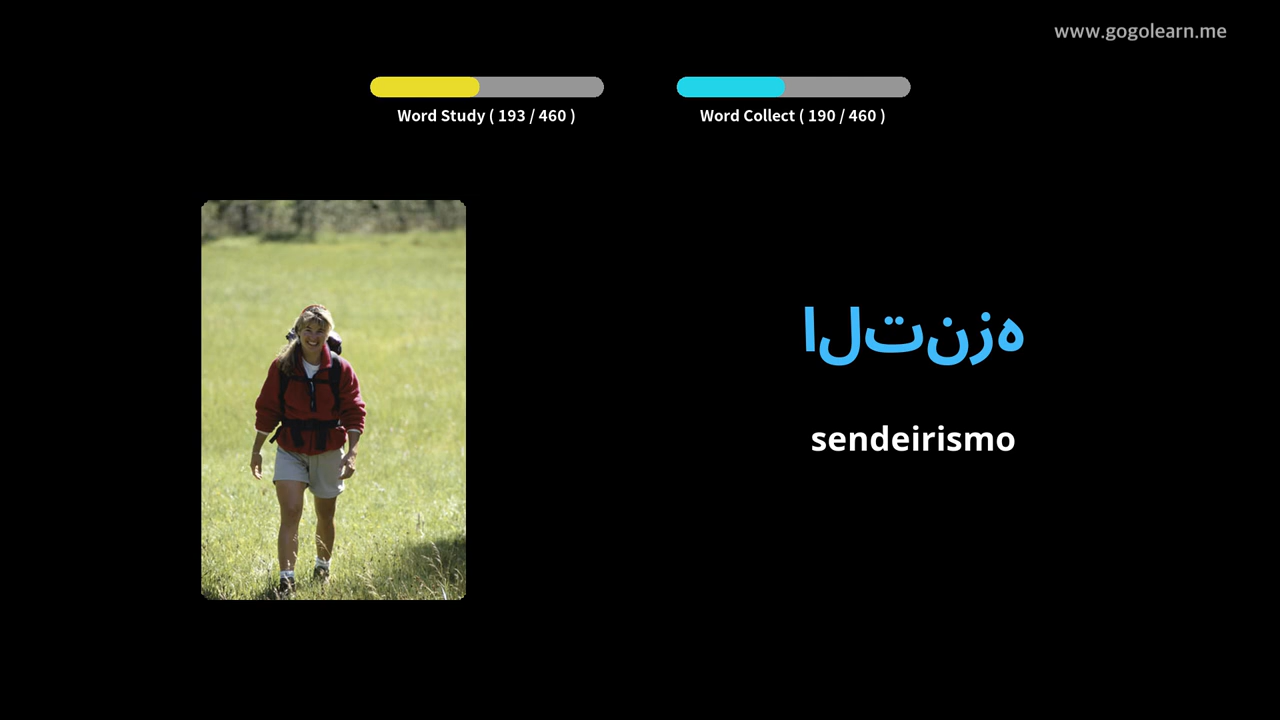 www.gogolearn.me
Word Study ( 193 / 460 )
Word Collect ( 190 / 460 )
التنزه
sendeirismo